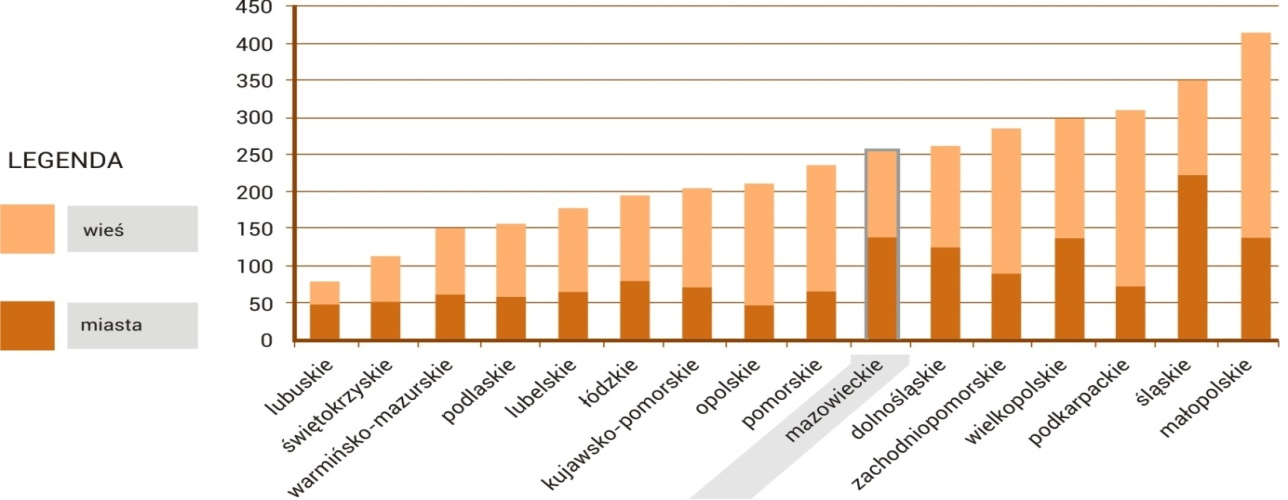 450
400
350
300
250
200
150
100
50
0
LEGENDA
wieś
miasta
lubuskie
świętokrzyskie
warmińsko-mazurskie
podlaskie
lubelskie
łódzkie
kujawsko-pomorskie
opolskie
pomorskie
mazowieckie
dolnośląskie
zachodniopomorskie
wielkopolskie
podkarpackie
śląskie
małopolskie